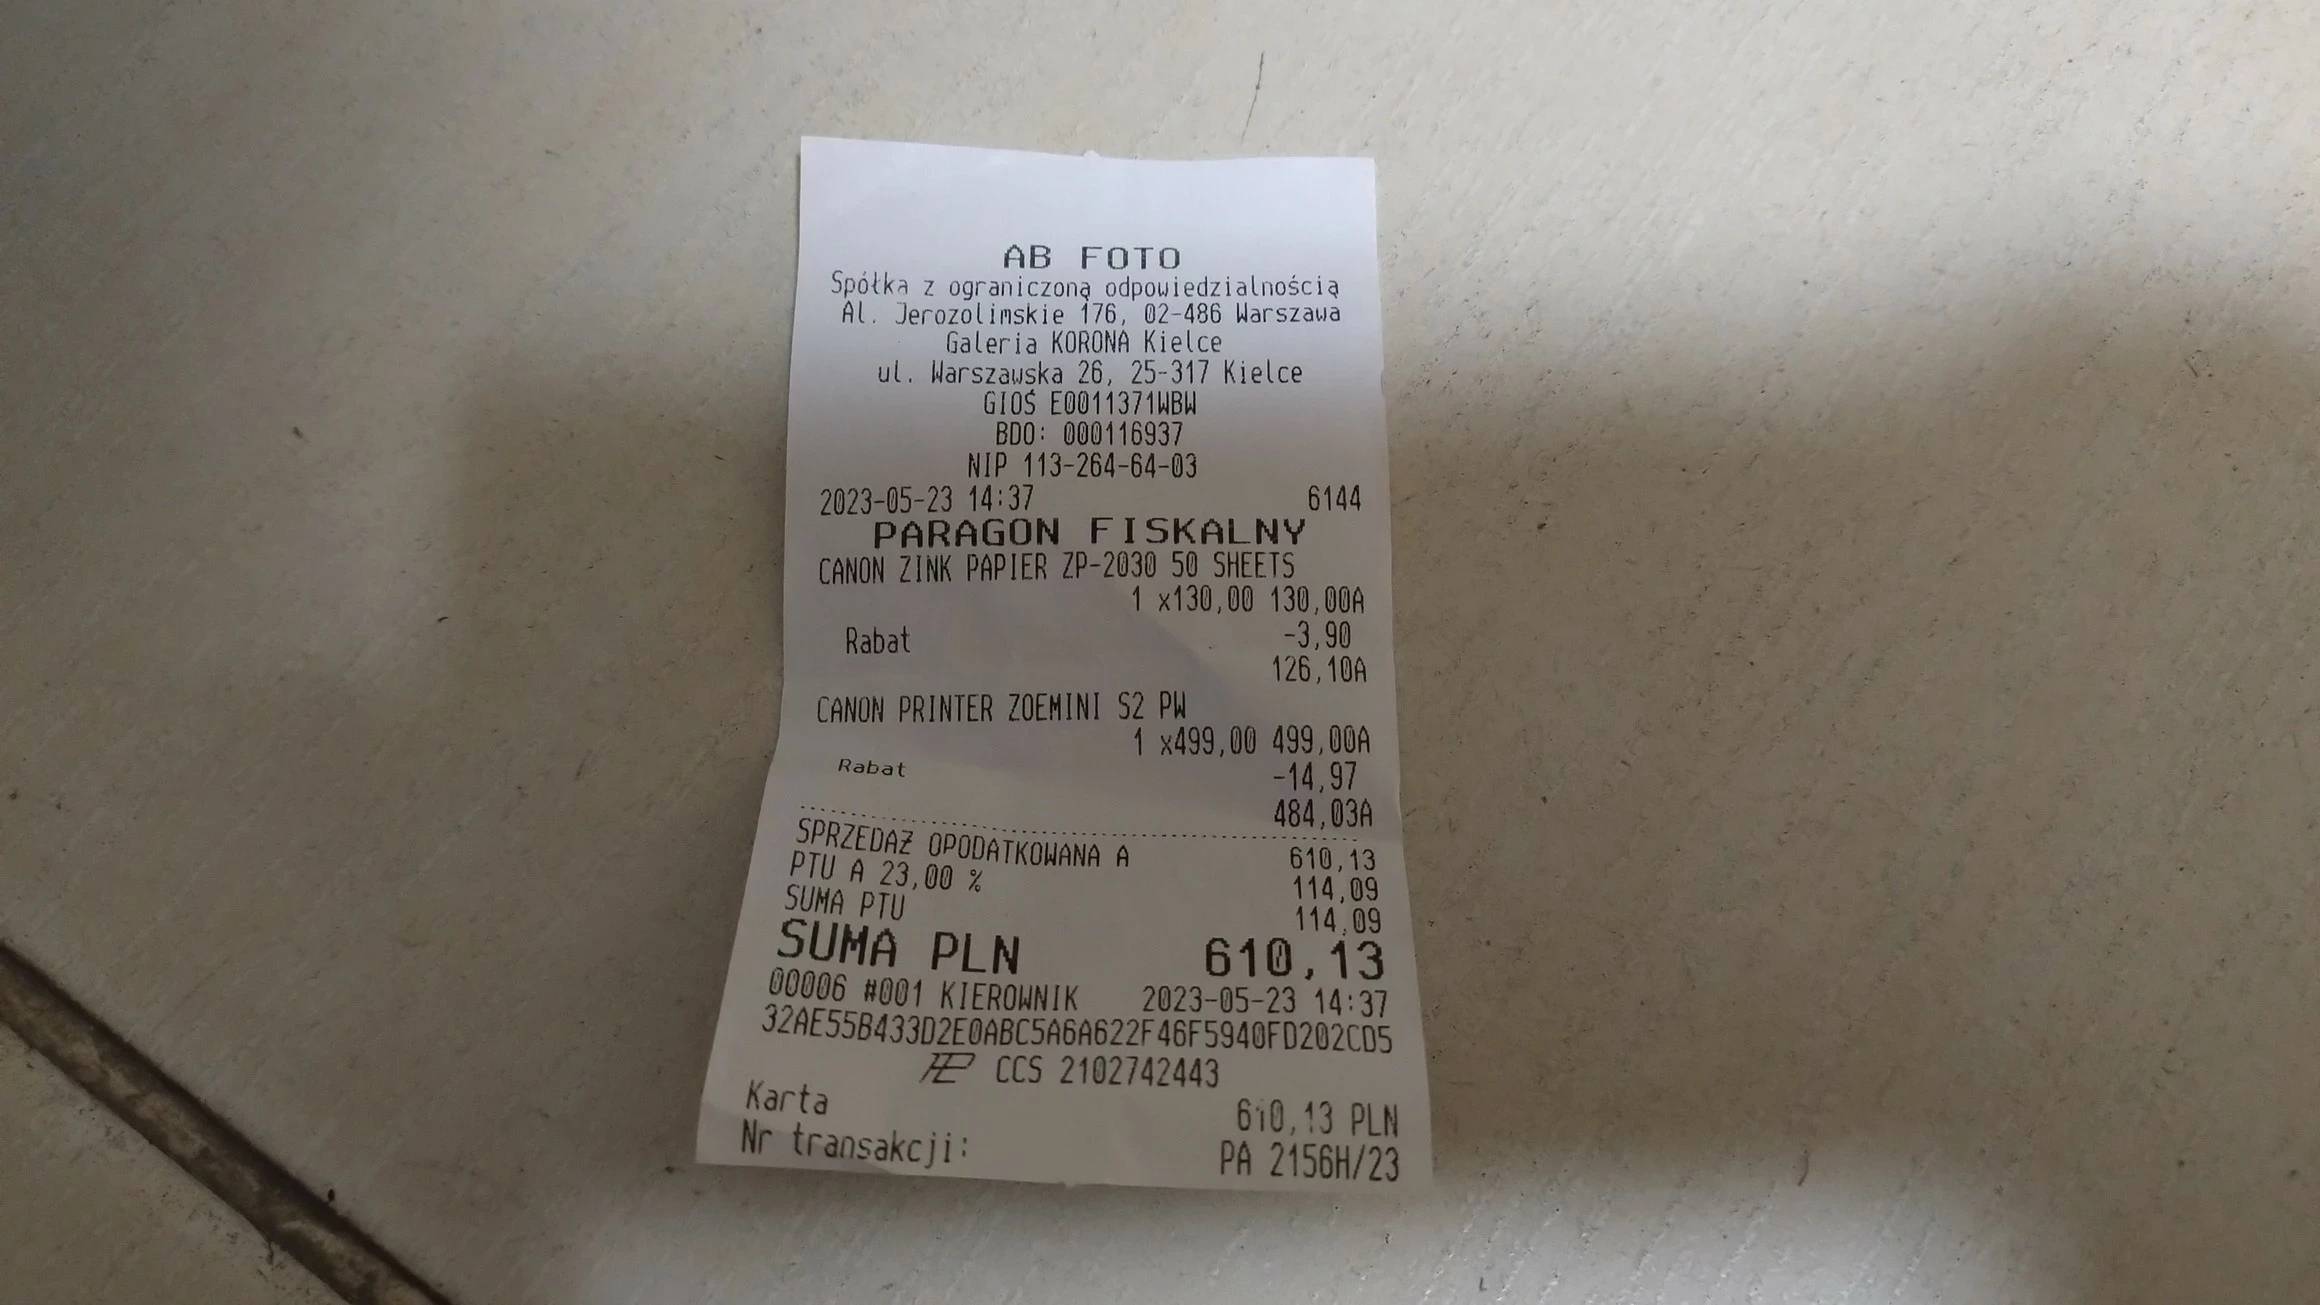 AB FOTO
Spółka z ograniczoną odpowiedzialnością
Al. Jerozolimskie 176, 02-486 Warszawa
Galeria KORONA Kielce
ul. Warszawska 26, 25-317 Kielce
GIOŚ E0011371WBW
BDO: 000116937
NIP 113-264-64-03
2023-05-23 14:37 6144
PARAGON FISKALNY
CANON ZINK PAPIER ZP-2030 50 SHEETS
1 x130,00 130,00A
Rabat -3,90
126,10A
CANON PRINTER ZOEMINI S2 PW
1 x499,00 499,00A
Rabat -14,97
484,03A
SPRZEDAŻ OPODATKOWANA A 610,13
PTU A 23,00 % 114,09
SUMA PTU 114,09
SUMA PLN 610,13
00006 #001 KIEROWNIK 2023-05-23 14:37
32AE55B433D2E0ABC5A6A622F46F5940FD202CD5
CCS 2102742443
Karta 610,13 PLN
Nr transakcji: PA 2156H/23